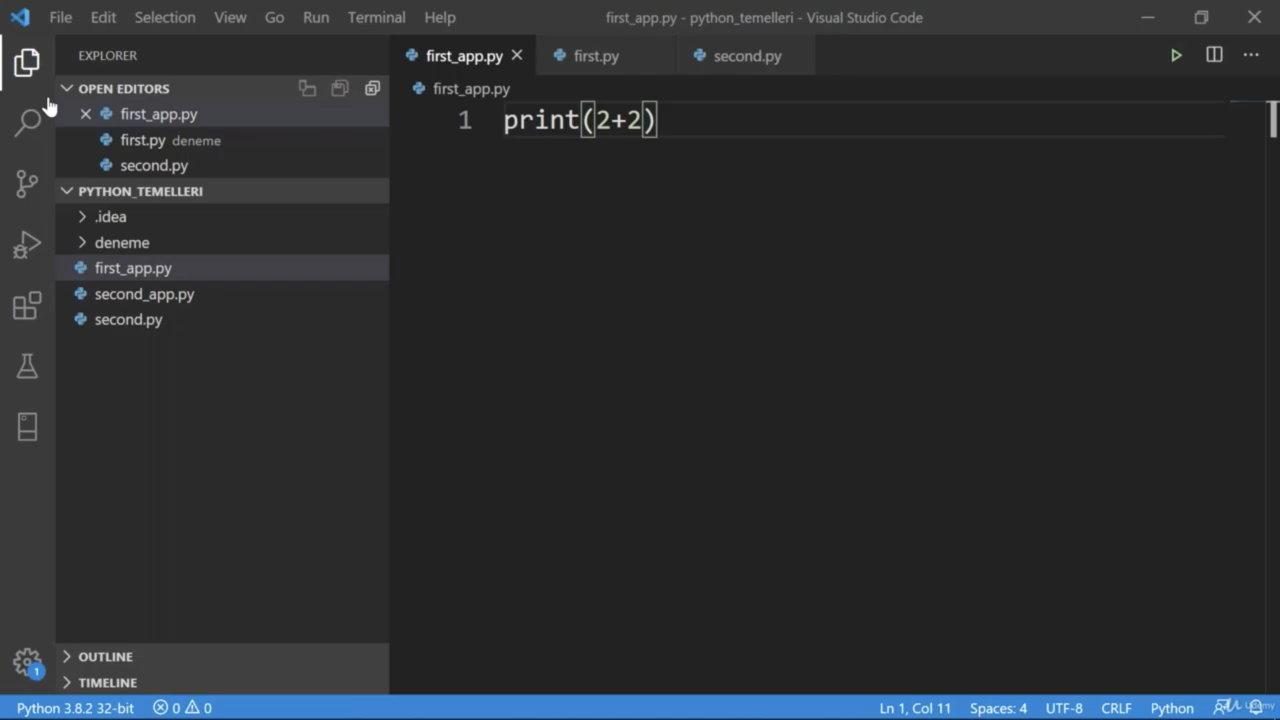 File Edit Selection View Go Run Terminal Help first_app.py - python_temelleri - Visual Studio Code
EXPLORER
first_app.py first.py second.py
OPEN EDITORS
first_app.py
first_app.py
first.py deneme
second.py
1 print(2+2)
PYTHON_TEMELLERI
.idea
deneme
first_app.py
second_app.py
second.py
OUTLINE
1
TIMELINE
Python 3.8.2 32-bit 0 0 Ln 1, Col 11 Spaces: 4 UTF-8 CRLF Python Udemy